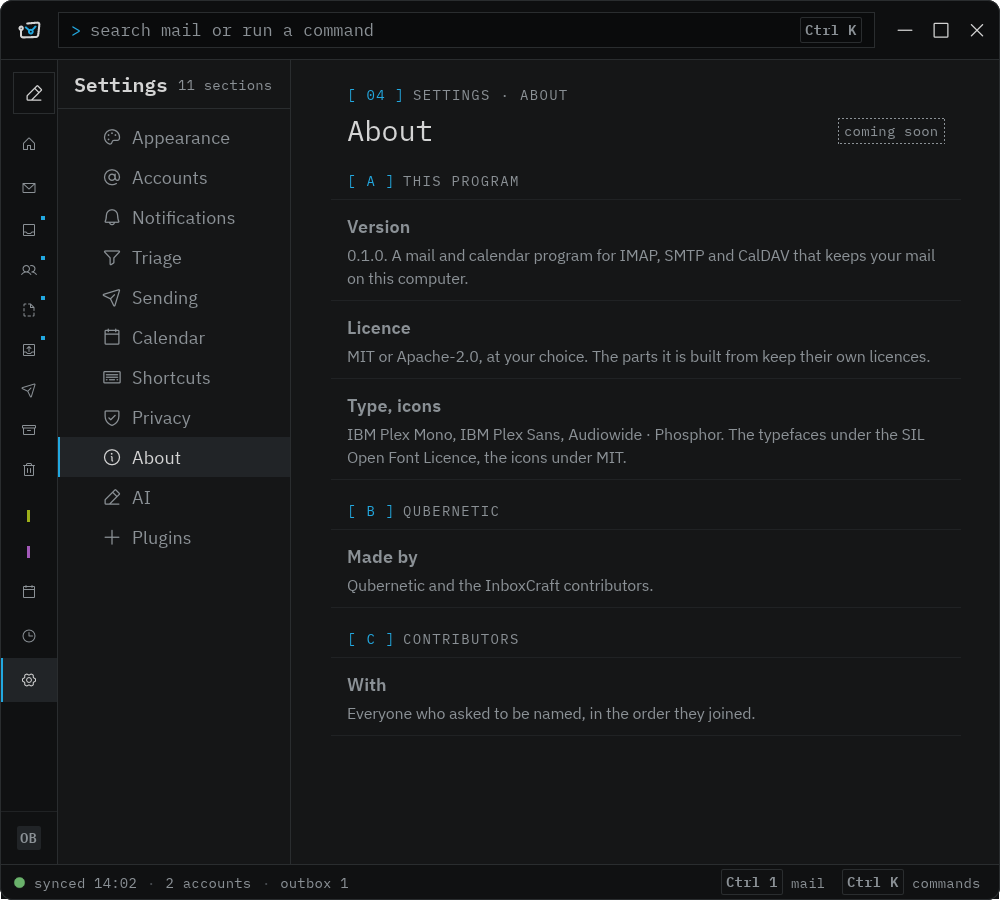 > search mail or run a command Ctrl K
Settings 11 sections
Appearance
Accounts
Notifications
Triage
Sending
Calendar
Shortcuts
Privacy
About
AI
Plugins
OB
[ 04 ] SETTINGS · ABOUT
About
coming soon
[ A ] THIS PROGRAM
Version
0.1.0. A mail and calendar program for IMAP, SMTP and CalDAV that keeps your mail
on this computer.
Licence
MIT or Apache-2.0, at your choice. The parts it is built from keep their own licences.
Type, icons
IBM Plex Mono, IBM Plex Sans, Audiowide · Phosphor. The typefaces under the SIL
Open Font Licence, the icons under MIT.
[ B ] QUBERNETIC
Made by
Qubernetic and the InboxCraft contributors.
[ C ] CONTRIBUTORS
With
Everyone who asked to be named, in the order they joined.
synced 14:02 · 2 accounts · outbox 1
Ctrl 1 mail Ctrl K commands